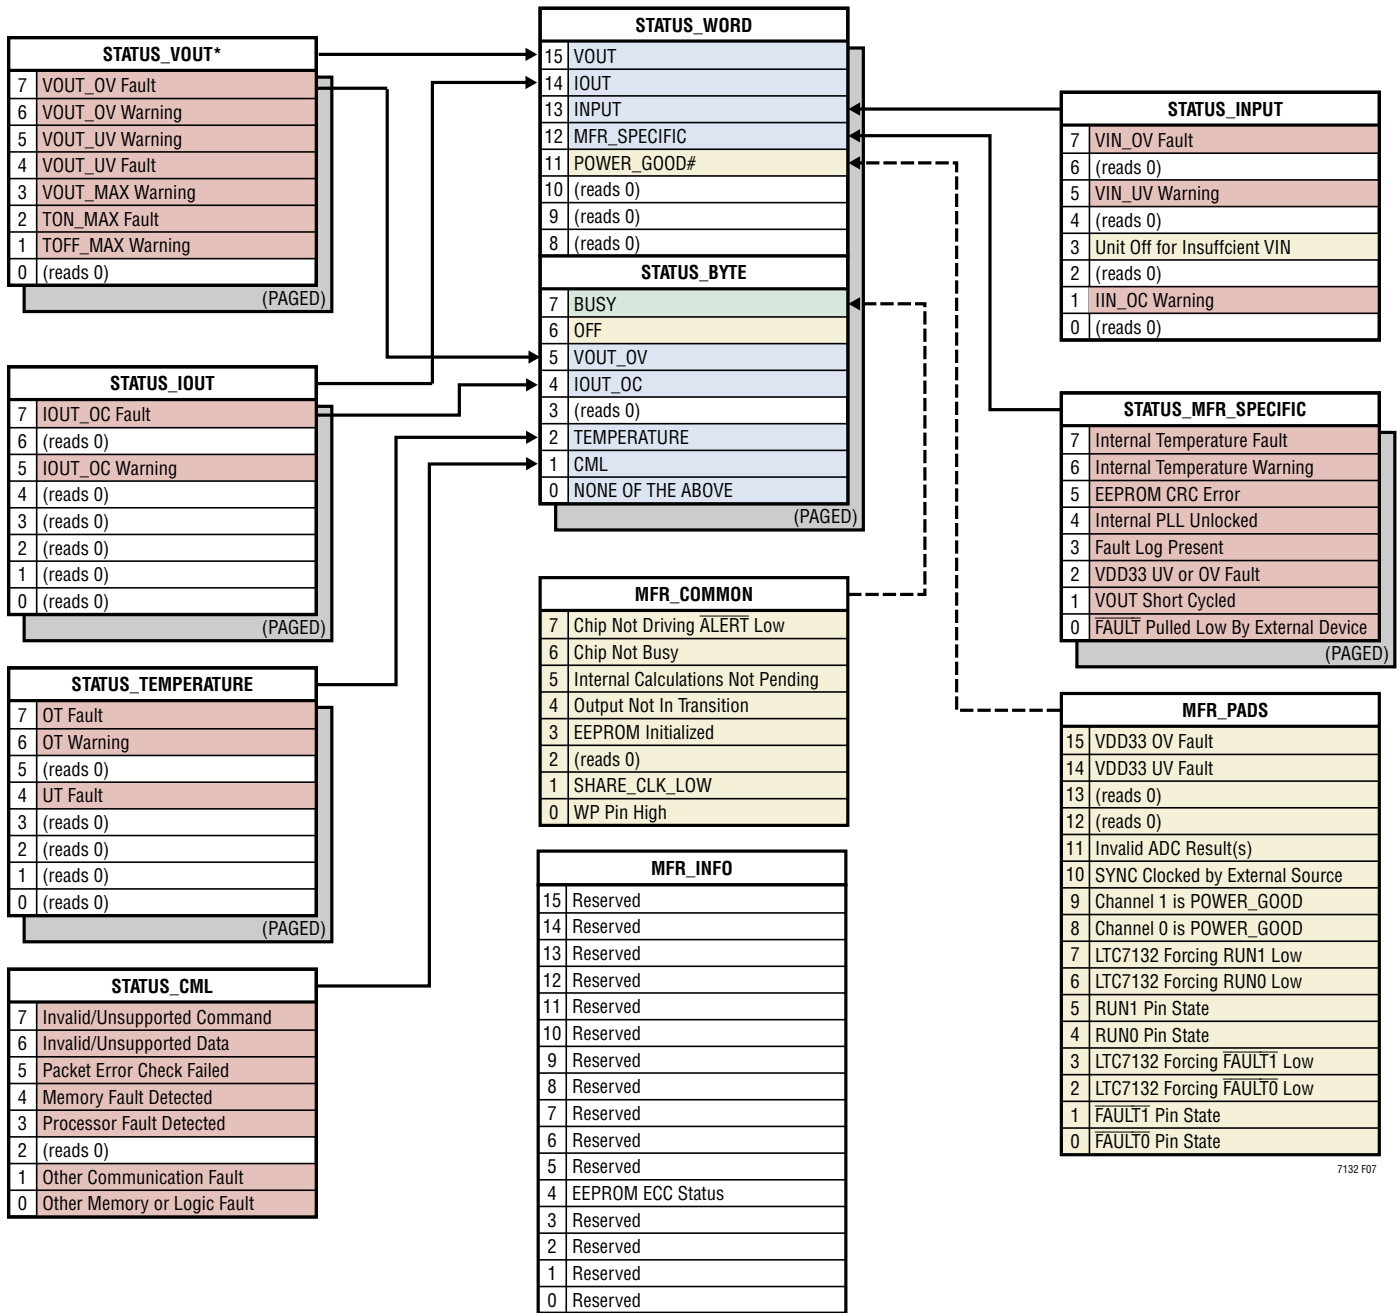 STATUS_VOUT*
7 VOUT_OV Fault
6 VOUT_OV Warning
5 VOUT_UV Warning
4 VOUT_UV Fault
3 VOUT_MAX Warning
2 TON_MAX Fault
1 TOFF_MAX Warning
0 (reads 0)
(PAGED)
STATUS_IOUT
7 IOUT_OC Fault
6 (reads 0)
5 IOUT_OC Warning
4 (reads 0)
3 (reads 0)
2 (reads 0)
1 (reads 0)
0 (reads 0)
(PAGED)
STATUS_TEMPERATURE
7 OT Fault
6 OT Warning
5 (reads 0)
4 UT Fault
3 (reads 0)
2 (reads 0)
1 (reads 0)
0 (reads 0)
(PAGED)
STATUS_CML
7 Invalid/Unsupported Command
6 Invalid/Unsupported Data
5 Packet Error Check Failed
4 Memory Fault Detected
3 Processor Fault Detected
2 (reads 0)
1 Other Communication Fault
0 Other Memory or Logic Fault
STATUS_WORD
15 VOUT
14 IOUT
13 INPUT
12 MFR_SPECIFIC
11 POWER_GOOD#
10 (reads 0)
9 (reads 0)
8 (reads 0)
STATUS_BYTE
7 BUSY
6 OFF
5 VOUT_OV
4 IOUT_OC
3 (reads 0)
2 TEMPERATURE
1 CML
0 NONE OF THE ABOVE
(PAGED)
MFR_COMMON
7 Chip Not Driving ALERT Low
6 Chip Not Busy
5 Internal Calculations Not Pending
4 Output Not In Transition
3 EEPROM Initialized
2 (reads 0)
1 SHARE_CLK_LOW
0 WP Pin High
MFR_INFO
15 Reserved
14 Reserved
13 Reserved
12 Reserved
11 Reserved
10 Reserved
9 Reserved
8 Reserved
7 Reserved
6 Reserved
5 Reserved
4 EEPROM ECC Status
3 Reserved
2 Reserved
1 Reserved
0 Reserved
STATUS_INPUT
7 VIN_OV Fault
6 (reads 0)
5 VIN_UV Warning
4 (reads 0)
3 Unit Off for Insuffcient VIN
2 (reads 0)
1 IIN_OC Warning
0 (reads 0)
STATUS_MFR_SPECIFIC
7 Internal Temperature Fault
6 Internal Temperature Warning
5 EEPROM CRC Error
4 Internal PLL Unlocked
3 Fault Log Present
2 VDD33 UV or OV Fault
1 VOUT Short Cycled
0 FAULT Pulled Low By External Device
(PAGED)
MFR_PADS
15 VDD33 OV Fault
14 VDD33 UV Fault
13 (reads 0)
12 (reads 0)
11 Invalid ADC Result(s)
10 SYNC Clocked by External Source
9 Channel 1 is POWER_GOOD
8 Channel 0 is POWER_GOOD
7 LTC7132 Forcing RUN1 Low
6 LTC7132 Forcing RUN0 Low
5 RUN1 Pin State
4 RUN0 Pin State
3 LTC7132 Forcing FAULT1 Low
2 LTC7132 Forcing FAULT0 Low
1 FAULT1 Pin State
0 FAULT0 Pin State
7132 F07